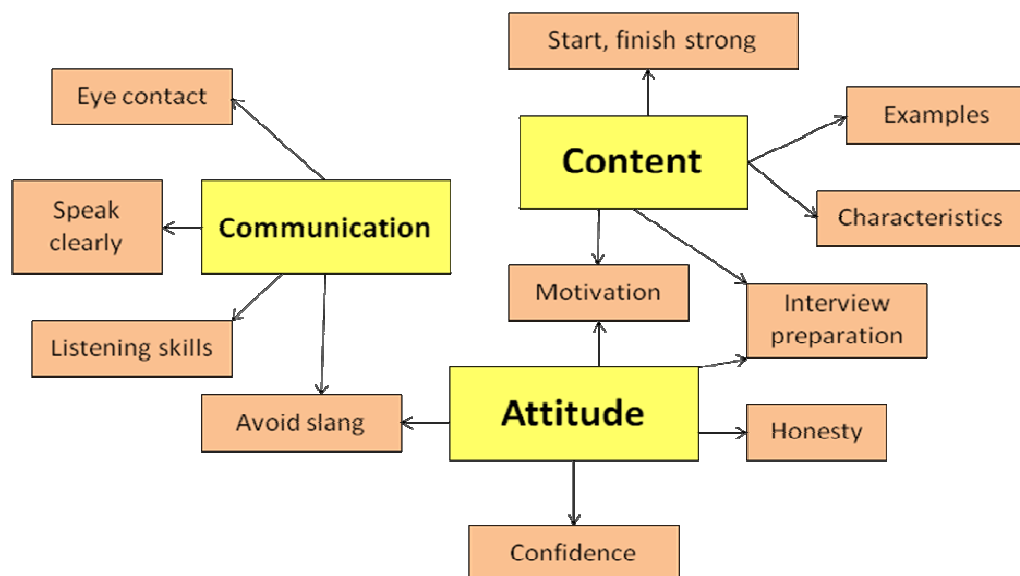 Start, finish strong
Eye contact
Examples
Content
Speak
clearly
Communication
Characteristics
Motivation
Interview
preparation
Listening skills
Avoid slang
Attitude
Honesty
Confidence